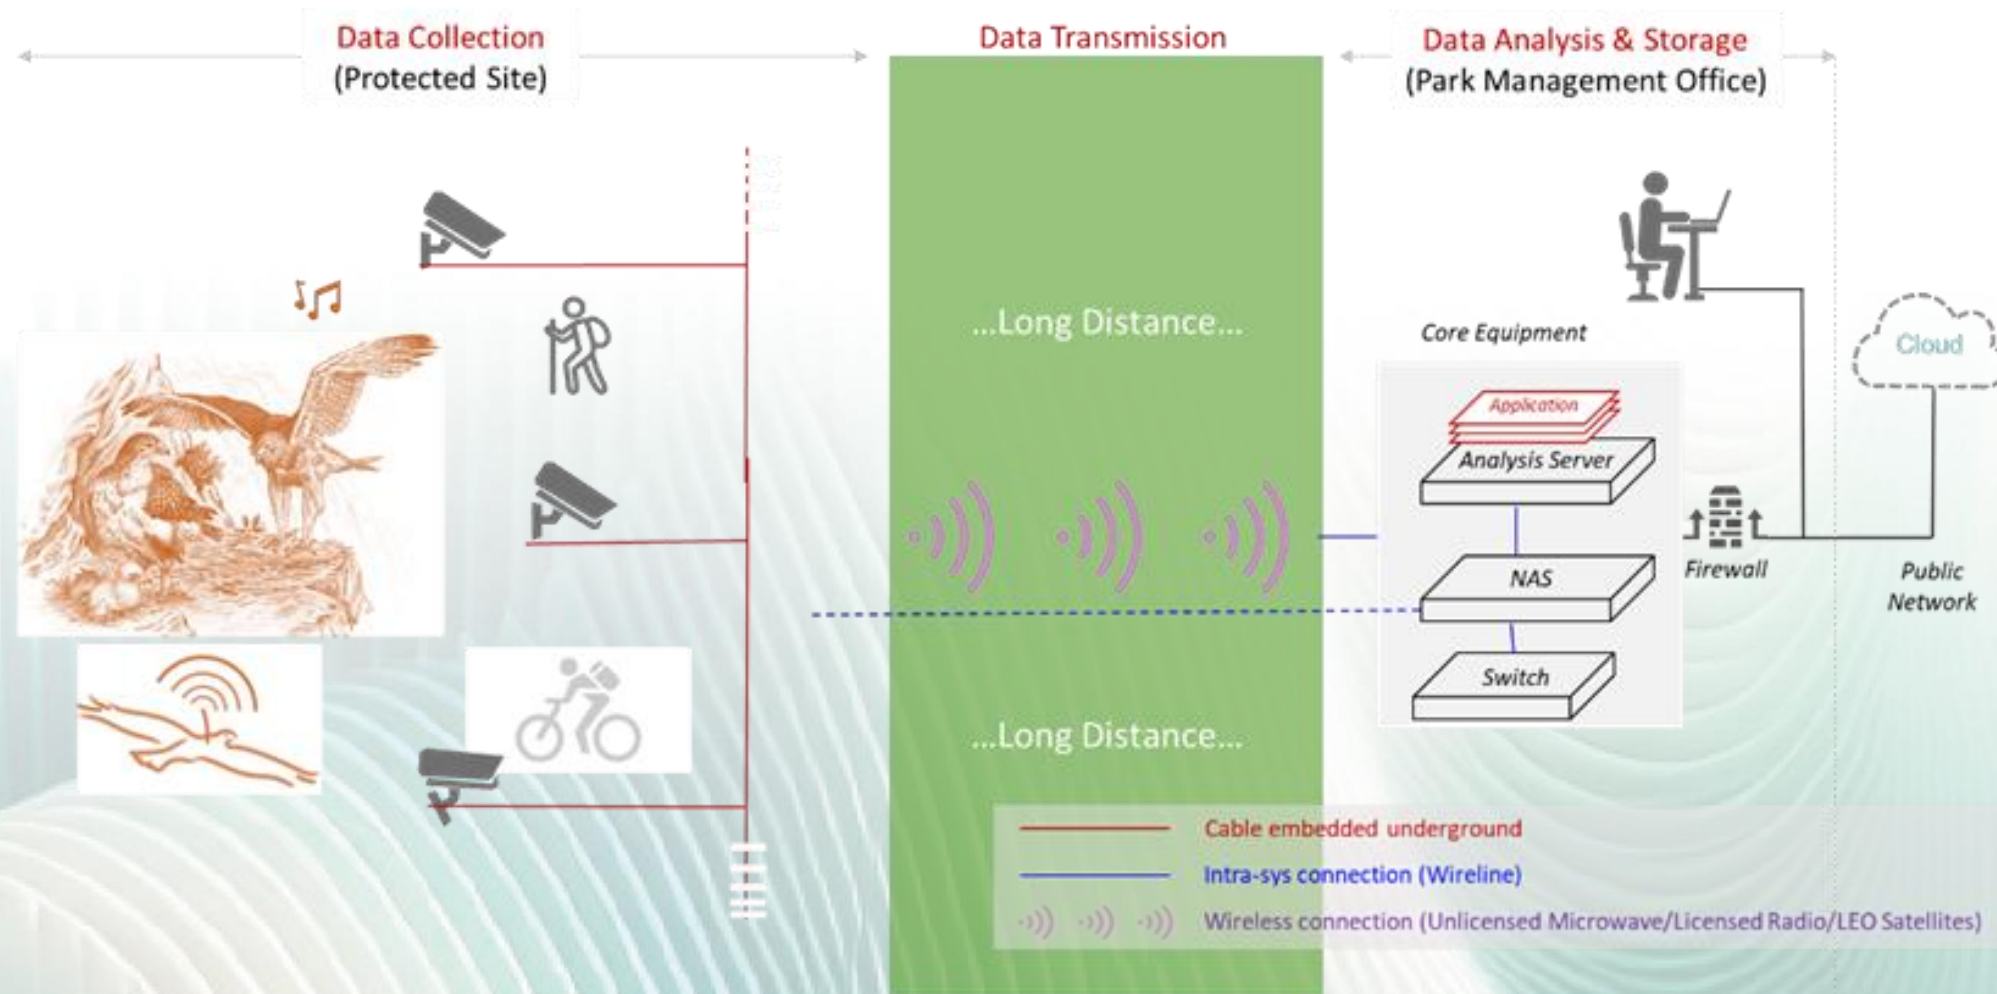 Data Collection
(Protected Site)
Data Transmission
Data Analysis & Storage
(Park Management Office)
...Long Distance...
Core Equipment
Cloud
Application
Analysis Server
NAS
Firewall
Public
Network
Switch
...Long Distance...
Cable embedded underground
Intra-sys connection (Wireline)
Wireless connection (Unlicensed Microwave/Licensed Radio/LEO Satellites)